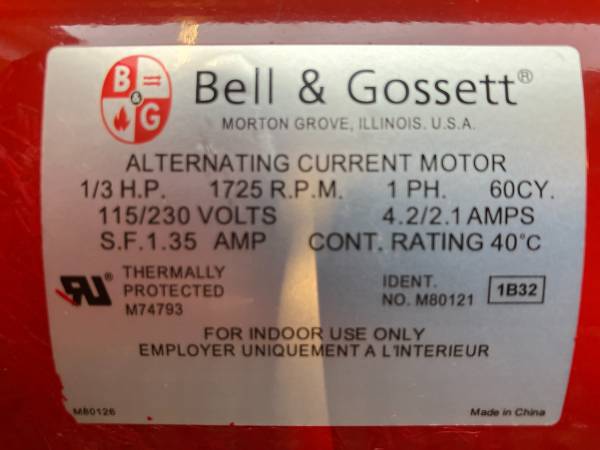 B
&
G
Bell & Gossett®
MORTON GROVE, ILLINOIS. U.S.A.
ALTERNATING CURRENT MOTOR
1/3 H.P. 1725 R.P.M. 1 PH. 60CY.
115/230 VOLTS 4.2/2.1 AMPS
S.F.1.35 AMP CONT. RATING 40°C
THERMALLY
PROTECTED
M74793
IDENT.
NO. M80121 1B32
FOR INDOOR USE ONLY
EMPLOYER UNIQUEMENT A L'INTERIEUR
M80126 Made in China